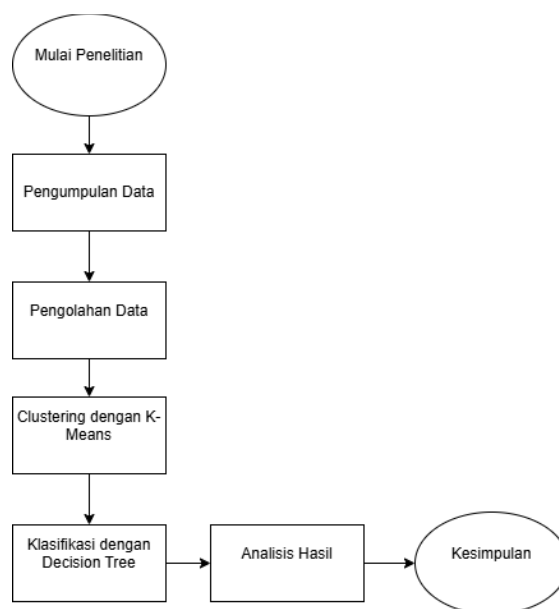 Mulai Penelitian
Pengumpulan Data
Pengolahan Data
Clustering dengan K-
Means
Klasifikasi dengan
Decision Tree
Analisis Hasil
Kesimpulan